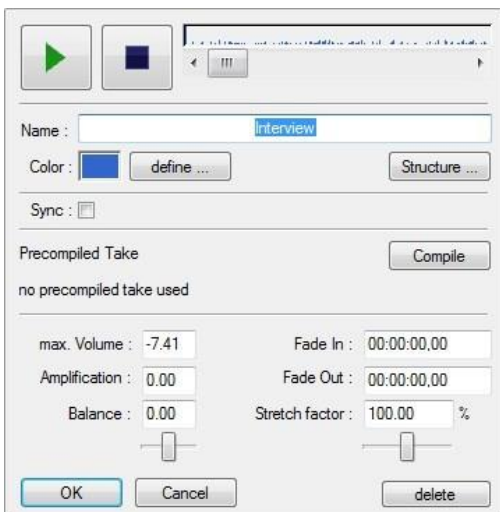 Name : Interview
Color : define ... Structure ...
Sync :
Precompiled Take Compile
no precompiled take used
max. Volume : -7.41 Fade In : 00:00:00,00
Amplification : 0.00 Fade Out : 00:00:00,00
Balance : 0.00 Stretch factor : 100.00 %
OK Cancel delete